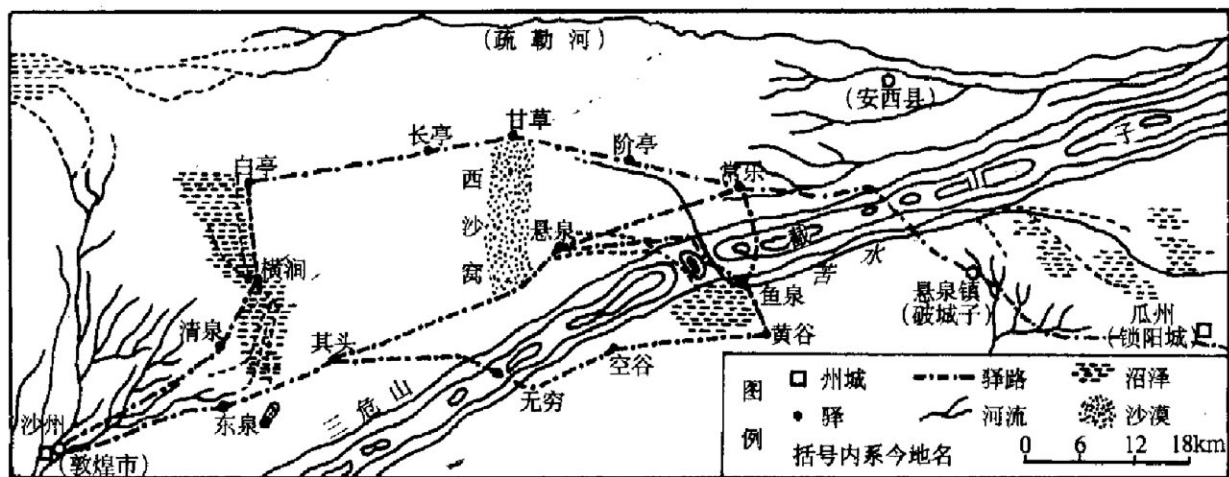 (疏勒河)
(安西县)
甘草
长亭
阶亭
白亭
常乐
子
西
沙
窝
悬泉
截
苦
水
横涧
鱼泉
悬泉镇
(破城子)
瓜州
(锁阳城)
清泉
其头
黄谷
空谷
无穷
三危山
沙州
东泉
(敦煌市)
图
例
州城
驿路
沼泽
驿
河流
沙漠
括号内系今地名
0 6 12 18km